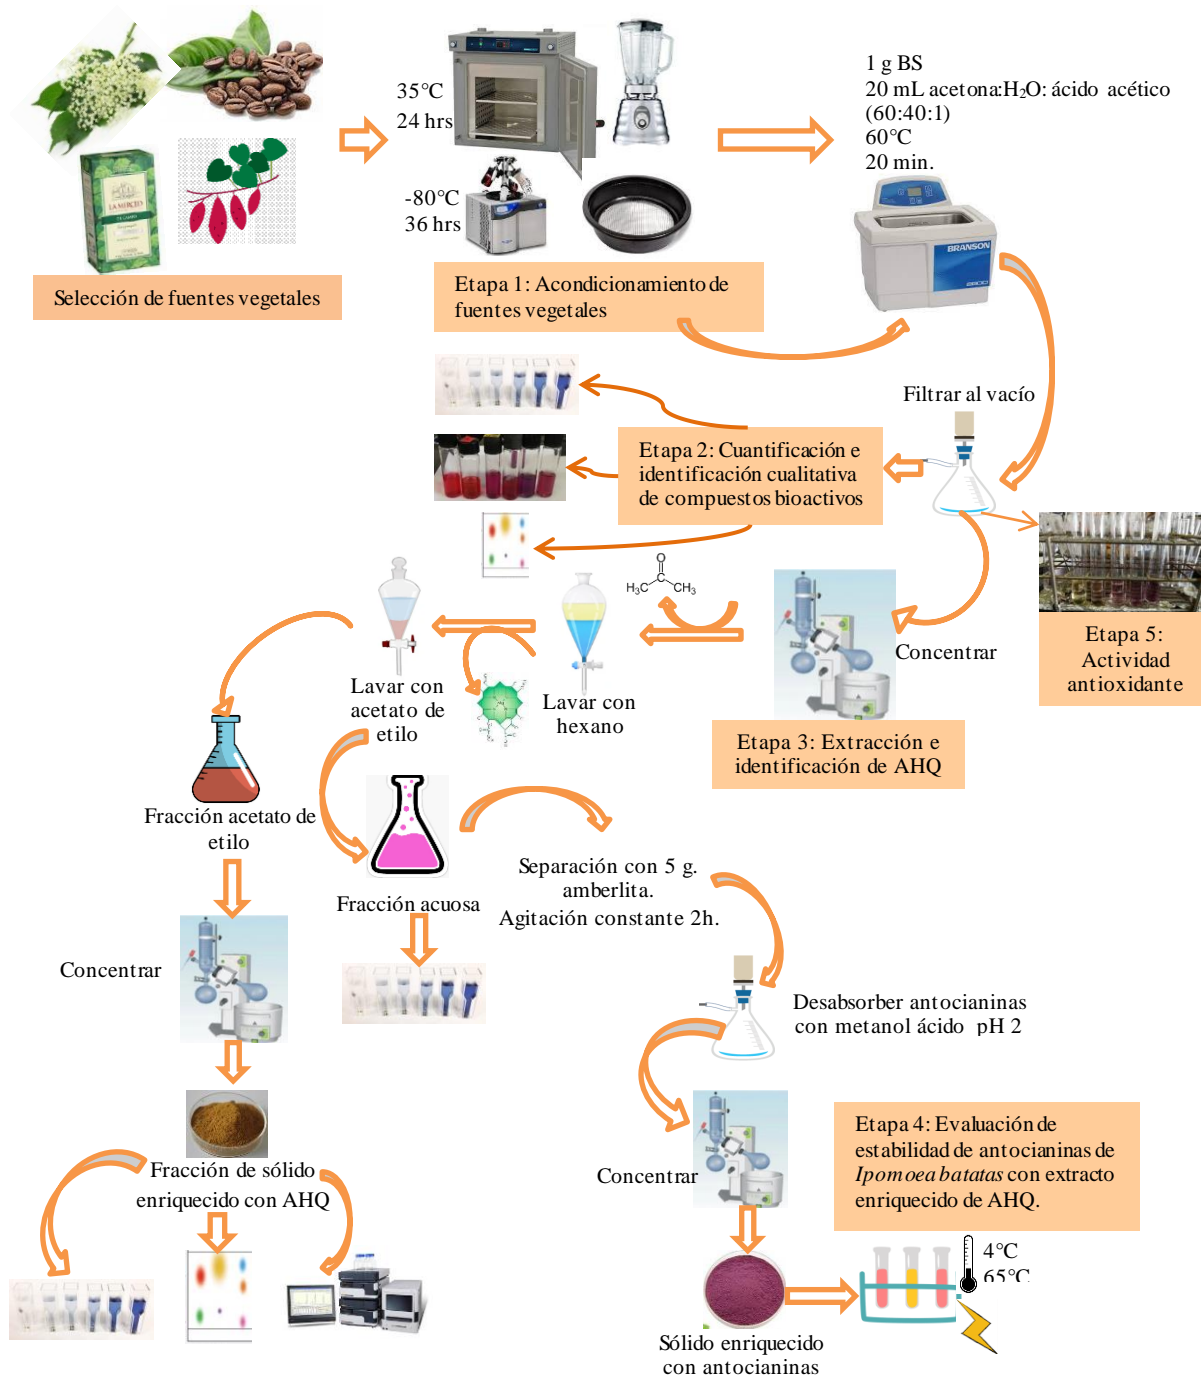 LA MERCED
Selección de fuentes vegetales
35°C
24 hrs
-80°C
36 hrs
Etapa 1: Acondicionamiento de
fuentes vegetales
1 g BS
20 mL acetona:H₂O: ácido acético
(60:40:1)
60°C
20 min.
BRANSON
Filtrar al vacío
Etapa 2: Cuantificación e
identificación cualitativa
de compuestos bioactivos
Etapa 5:
Actividad
antioxidante
Concentrar
O
H₃C CH₃
Etapa 3: Extracción e
identificación de AHQ
Lavar con
hexano
Lavar con
acetato de
etilo
Fracción acetato de
etilo
Fracción acuosa
Separación con 5 g.
amberlita.
Agitación constante 2h.
Concentrar
Desabsorber antocianinas
con metanol ácido pH 2
Fracción de sólido
enriquecido con AHQ
Concentrar
Etapa 4: Evaluación de
estabilidad de antocianinas de
Ipomoea batatas con extracto
enriquecido de AHQ.
4°C
65°C
Sólido enriquecido
con antocianinas